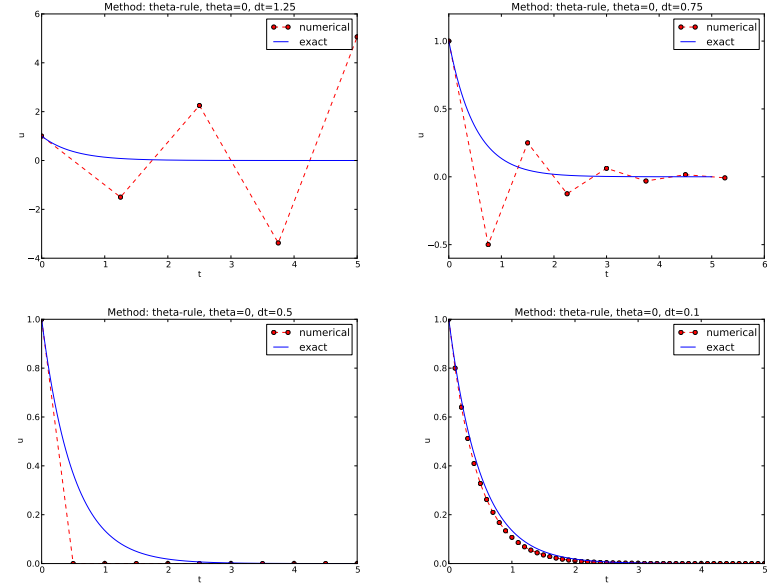 Method: theta-rule, theta=0, dt=1.25
numerical
exact
6
4
2
0
−2
−4
u
0
1
2
3
4
5
t
Method: theta-rule, theta=0, dt=0.75
numerical
exact
1.0
0.5
0.0
−0.5
u
0
1
2
3
4
5
6
t
Method: theta-rule, theta=0, dt=0.5
numerical
exact
1.0
0.8
0.6
0.4
0.2
0.0
u
0
1
2
3
4
5
t
Method: theta-rule, theta=0, dt=0.1
numerical
exact
1.0
0.8
0.6
0.4
0.2
0.0
u
0
1
2
3
4
5
t